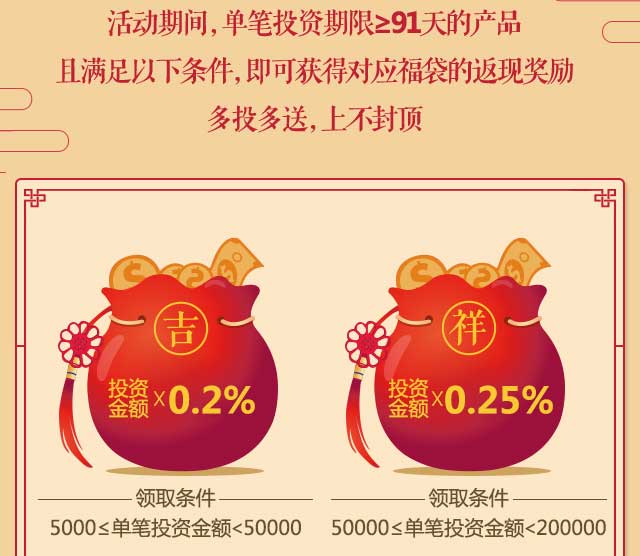 活动期间,单笔投资期限≥91天的产品
且满足以下条件,即可获得对应福袋的返现奖励
多投多送,上不封顶
吉
祥
投资金额 X 0.2%
投资金额 X 0.25%
领取条件
领取条件
5000≤单笔投资金额<50000
50000≤单笔投资金额<200000